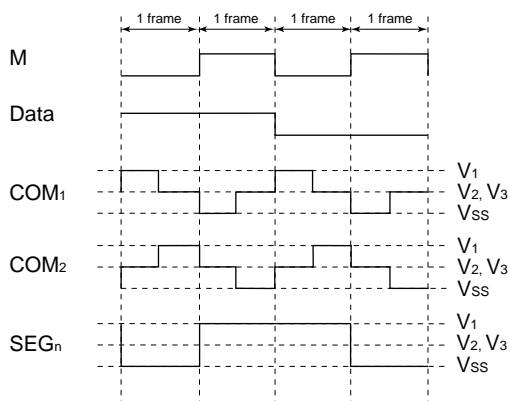 1 frame 1 frame 1 frame 1 frame
M
Data
V1
COM1 V2, V3
VSS
V1
COM2 V2, V3
VSS
V1
SEGn V2, V3
VSS